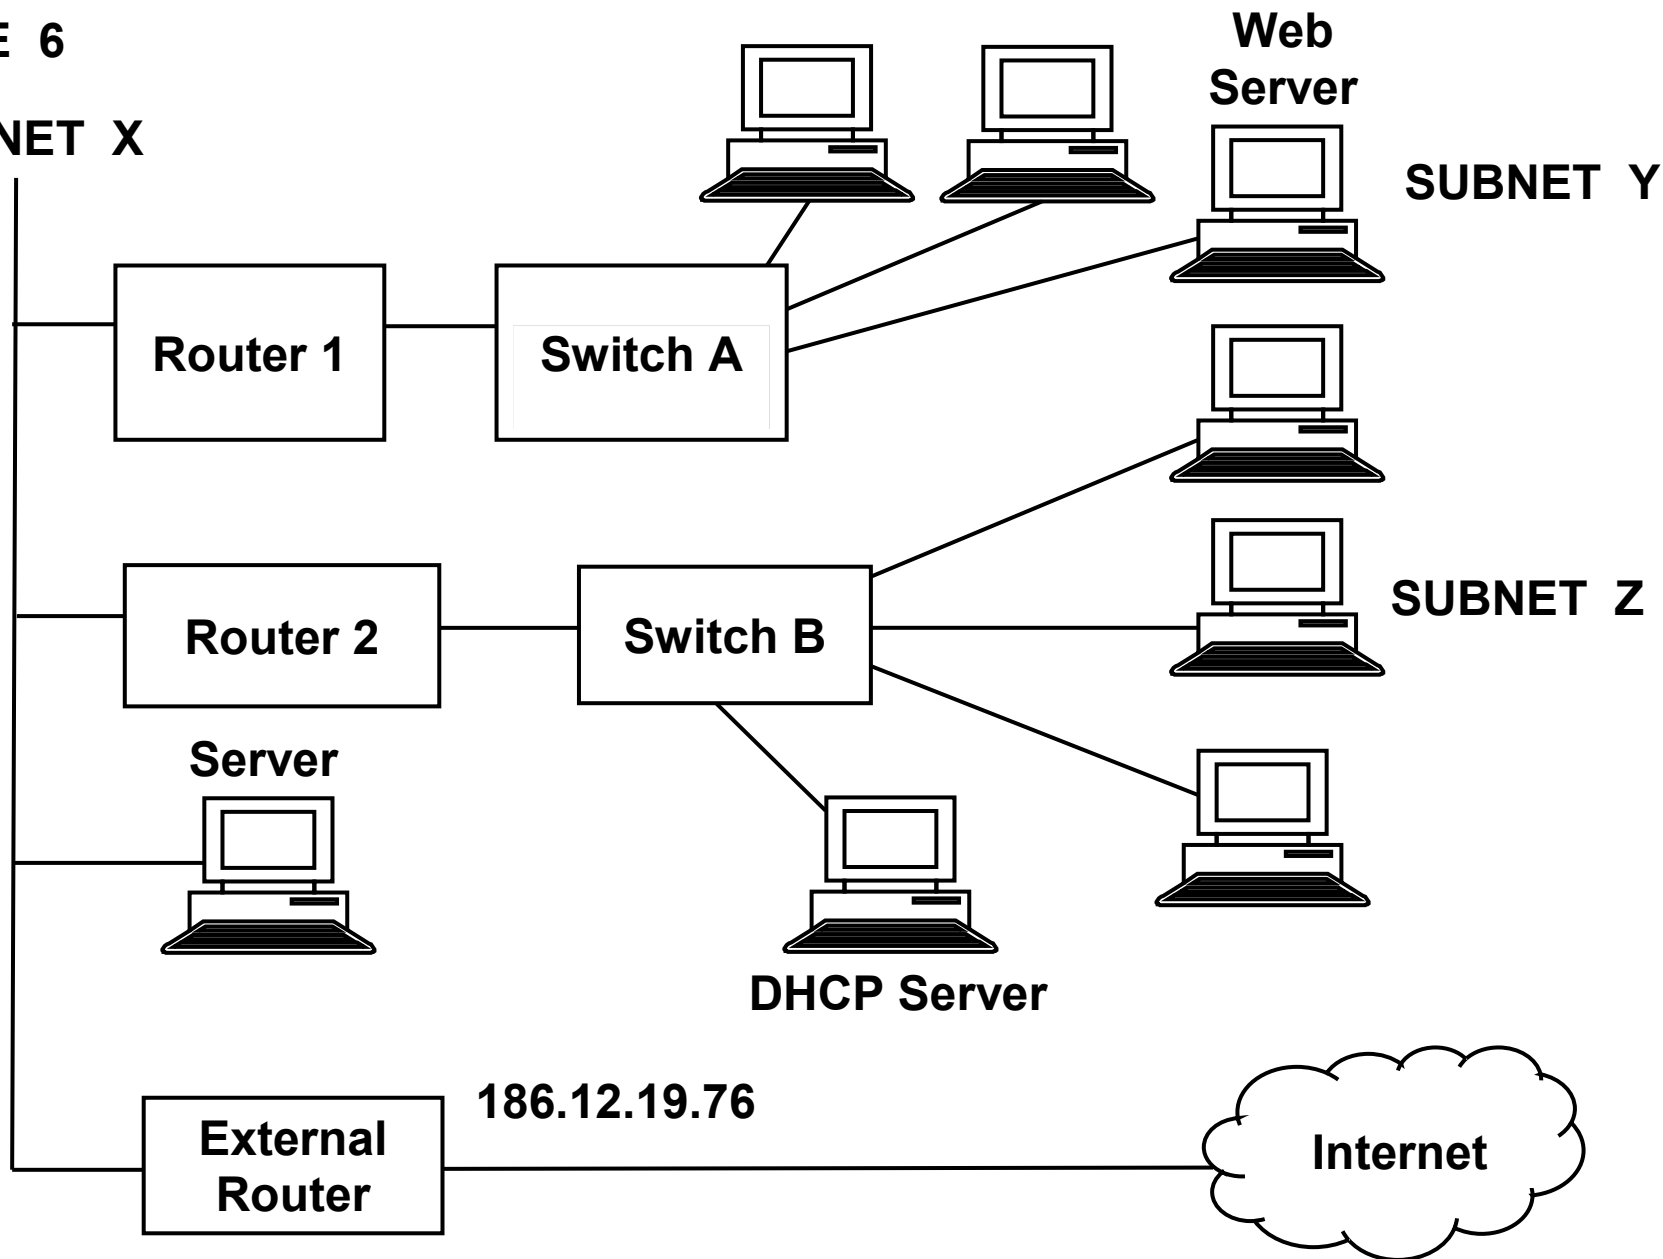 E 6
NET X
Web
Server
SUBNET Y
Router 1
Switch A
Router 2
Switch B
SUBNET Z
Server
DHCP Server
186.12.19.76
External
Router
Internet